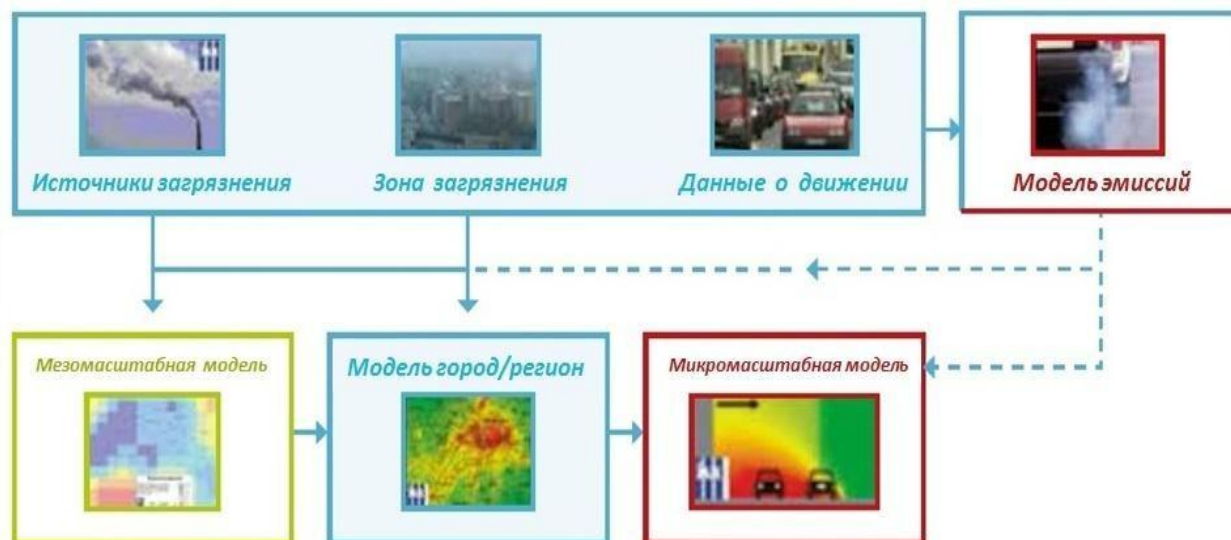 Источники загрязнения
Зона загрязнения
Данные о движении
Модель эмиссий
Мезомасштабная модель
Модель город/регион
Микромасштабная модель